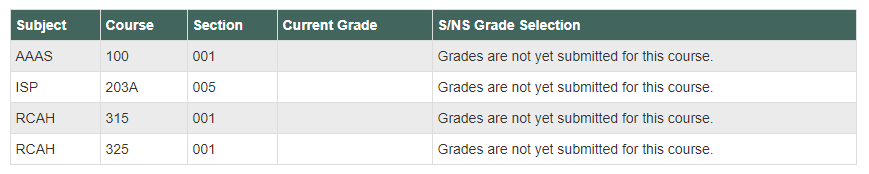 Subject Course Section Current Grade S/NS Grade Selection
AAAS 100 001 Grades are not yet submitted for this course.
ISP 203A 005 Grades are not yet submitted for this course.
RCAH 315 001 Grades are not yet submitted for this course.
RCAH 325 001 Grades are not yet submitted for this course.